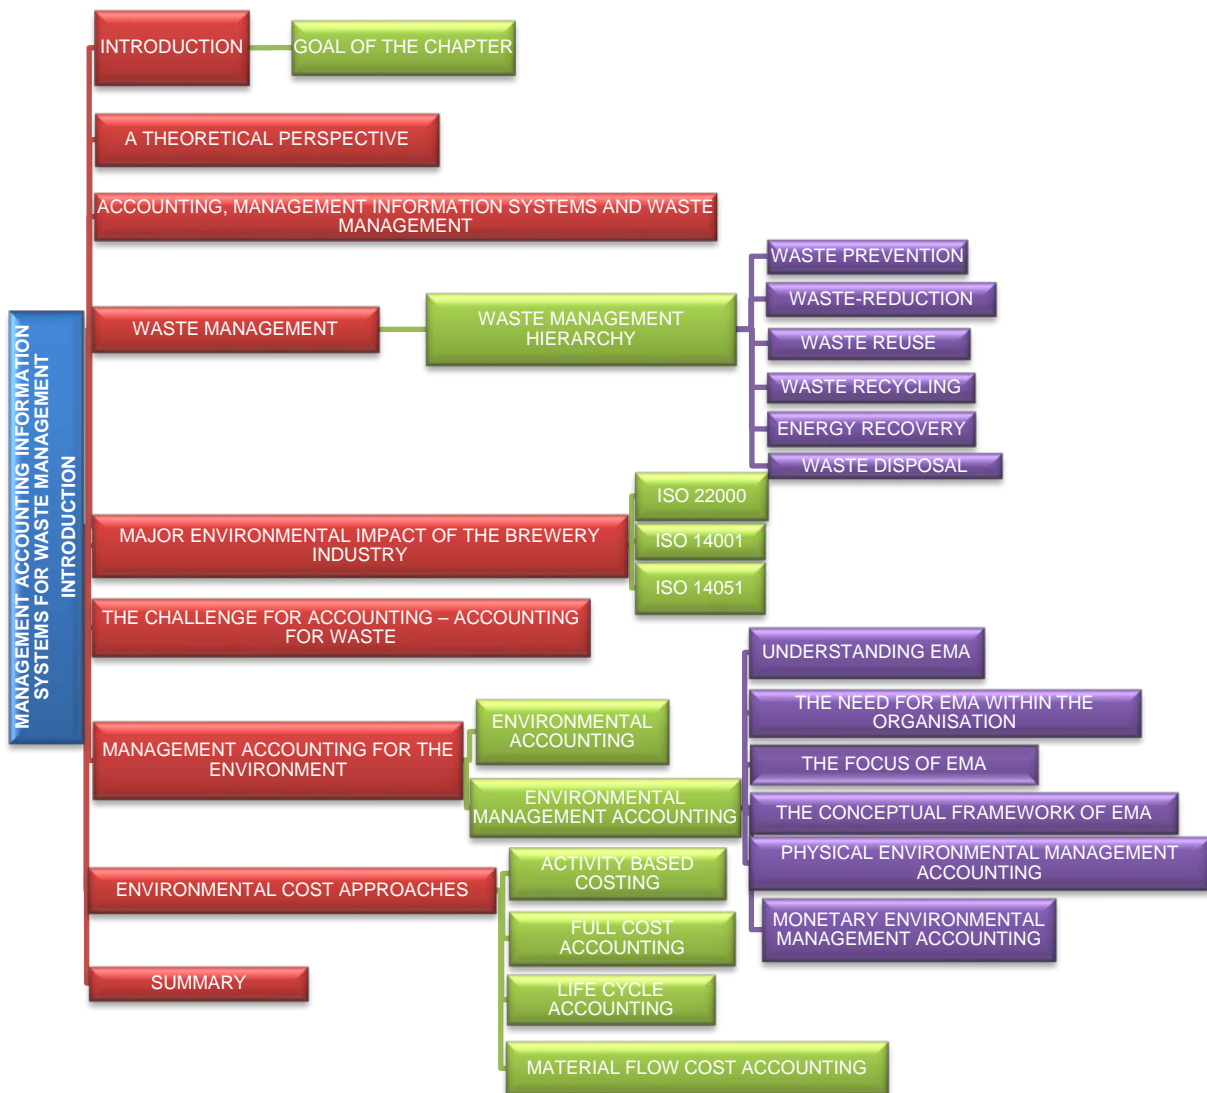 INTRODUCTION
GOAL OF THE CHAPTER
A THEORETICAL PERSPECTIVE
ACCOUNTING, MANAGEMENT INFORMATION SYSTEMS AND WASTE
MANAGEMENT
WASTE MANAGEMENT
WASTE MANAGEMENT
HIERARCHY
WASTE PREVENTION
WASTE-REDUCTION
WASTE REUSE
WASTE RECYCLING
ENERGY RECOVERY
WASTE DISPOSAL
MANAGEMENT ACCOUNTING INFORMATION
SYSTEMS FOR WASTE MANAGEMENT
INTRODUCTION
MAJOR ENVIRONMENTAL IMPACT OF THE BREWERY
INDUSTRY
ISO 22000
ISO 14001
ISO 14051
THE CHALLENGE FOR ACCOUNTING – ACCOUNTING
FOR WASTE
MANAGEMENT ACCOUNTING FOR THE
ENVIRONMENT
ENVIRONMENTAL
ACCOUNTING
ENVIRONMENTAL
MANAGEMENT ACCOUNTING
UNDERSTANDING EMA
THE NEED FOR EMA WITHIN THE
ORGANISATION
THE FOCUS OF EMA
THE CONCEPTUAL FRAMEWORK OF EMA
PHYSICAL ENVIRONMENTAL MANAGEMENT
ACCOUNTING
MONETARY ENVIRONMENTAL
MANAGEMENT ACCOUNTING
ENVIRONMENTAL COST APPROACHES
ACTIVITY BASED
COSTING
FULL COST
ACCOUNTING
LIFE CYCLE
ACCOUNTING
MATERIAL FLOW COST ACCOUNTING
SUMMARY